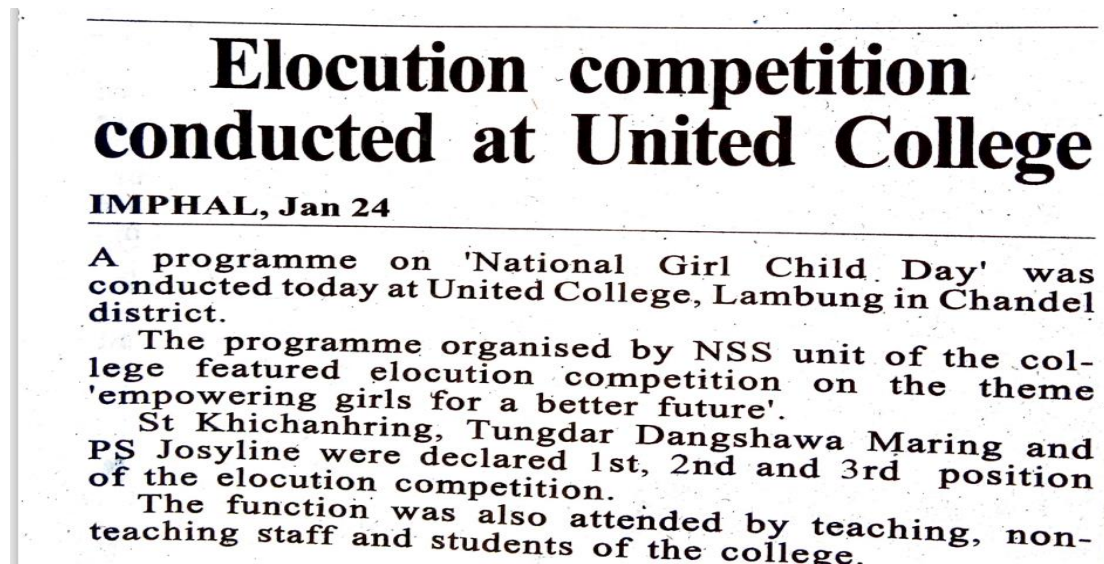 Elocution competition
conducted at United College
IMPHAL, Jan 24
A programme on 'National Girl Child Day' was
conducted today at United College, Lambung in Chandel
district.
The programme organised by NSS unit of the col-
lege featured elocution competition on the theme
'empowering girls for a better future'.
St Khichanhring, Tungdar Dangshawa Maring and
PS Josyline were declared 1st, 2nd and 3rd position
of the elocution competition.
The function was also attended by teaching, non-
teaching staff and students of the college.